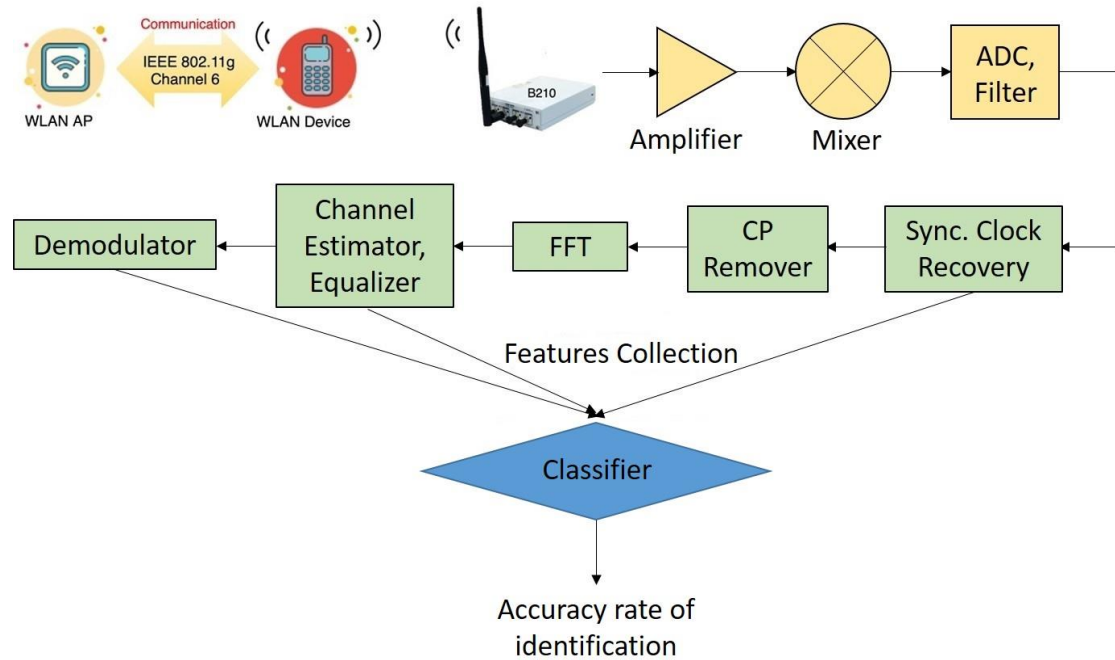 Communication
IEEE 802.11g
Channel 6
WLAN AP
WLAN Device
B210
Amplifier
Mixer
ADC,
Filter
Demodulator
Channel
Estimator,
Equalizer
FFT
CP
Remover
Sync. Clock
Recovery
Features Collection
Classifier
Accuracy rate of
identification